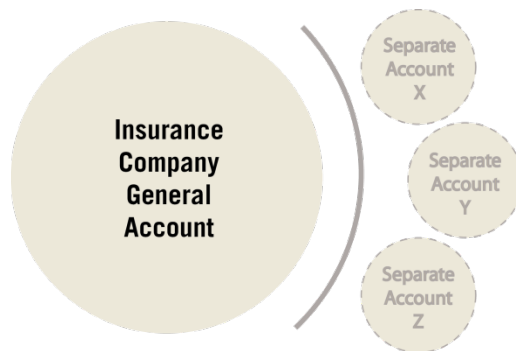 Insurance
Company
General
Account
Separate
Account
X
Separate
Account
Y
Separate
Account
Z